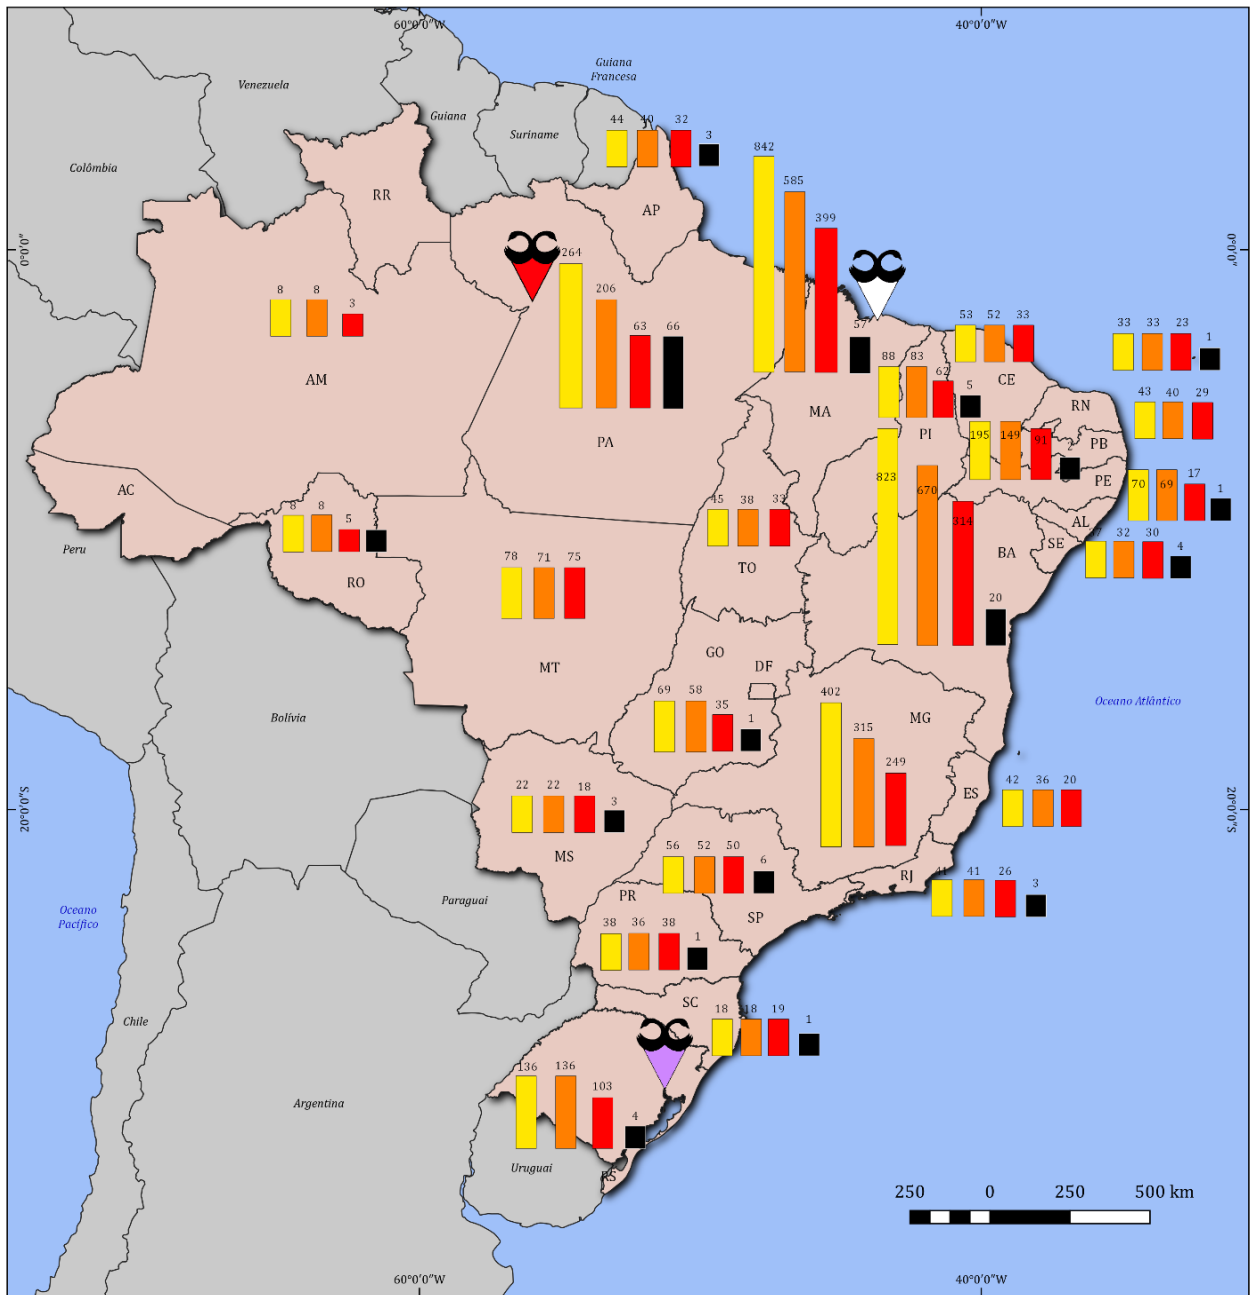 60°0'0"W 40°0'0"W
Guiana
Francesa
Venezuela
Guiana
Suriname
44 40 32 3
Colômbia
842
RR
585
AP
399
0°0'0" 0°0'0"
264
206
8 8 3
63 66
57
53 52 33
33 33 23 1
88 83 62 5
AM
CE
MA
43 40 29
RN
PA
PI
195 149 91 2
PB
70 69 17 1
823
PE
AC
670
45 38 33
314
AL
8 8 5
Peru
BA
SE
32 30 4
78 71 75
TO
RO
20
GO
MT
DF
69 58 35 1
402
Oceano Atlântico
Bolívia
MG
315
249
22 22 18 3
ES
42 36 20
20°0'0"S 20°0'0"S
MS
56 52 50 6
RJ
41 41 26 3
PR
Paraguai
Oceano
Pacífico
SP
38 36 38 1
SC
Chile
18 18 19 1
136 136 103 4
Argentina
Uruguai
RS
250 0 250 500 km
60°0'0"W 40°0'0"W